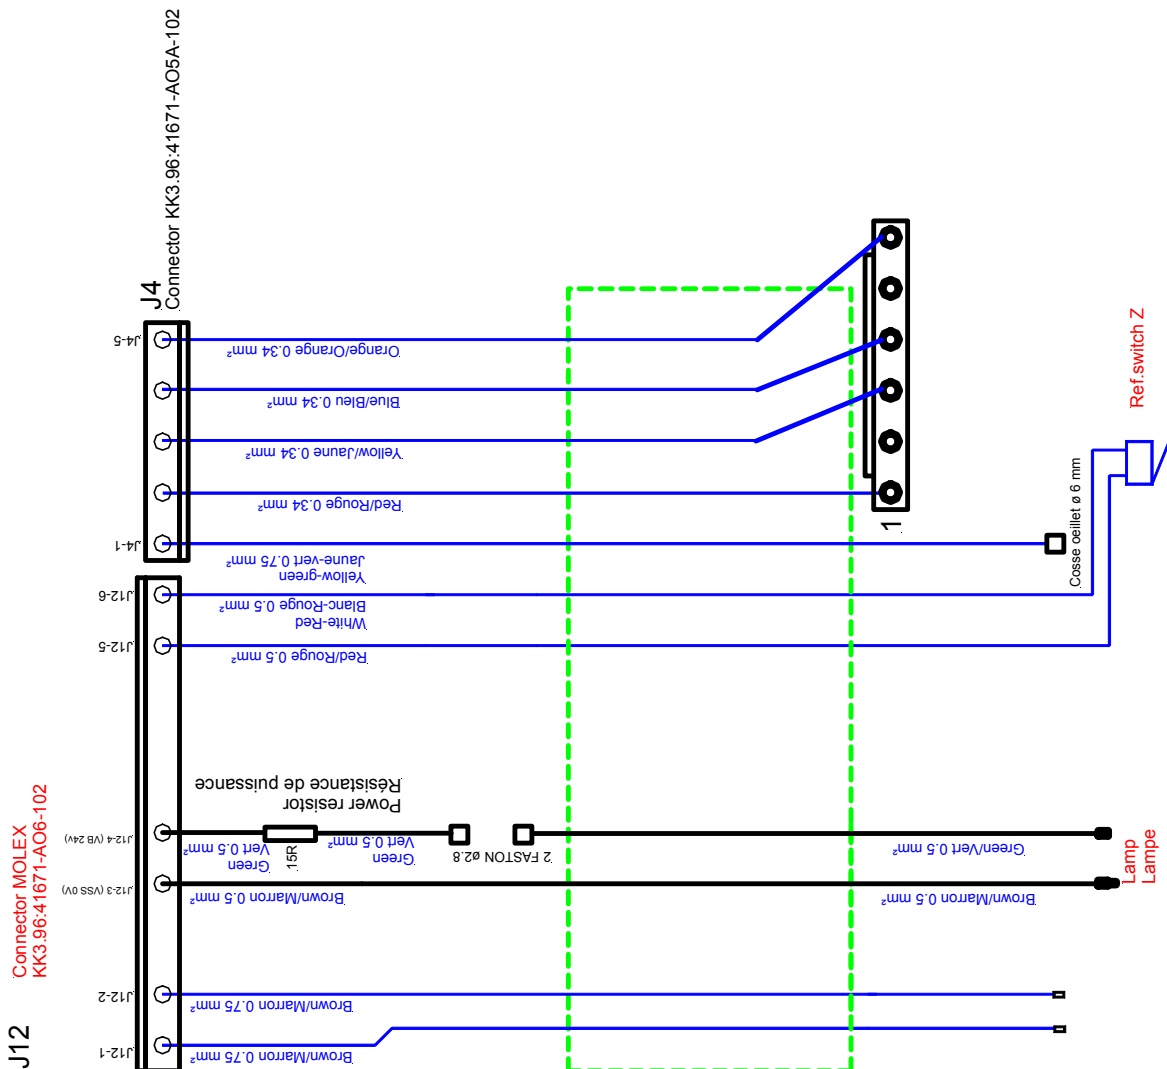 J4
Connector KK3.96:41671-AO5A-102
J4-5
Orange/Orange 0.34 mm²
Blue/Bleu 0.34 mm²
Yellow/Jaune 0.34 mm²
Red/Rouge 0.34 mm²
J4-1
Yellow-green
Jaune-vert 0.75 mm²
1
Cosse oeillet ø 6 mm
Ref.switch Z
J12-6
White-Red
Blanc-Rouge 0.5 mm²
J12-5
Red/Rouge 0.5 mm²
Connector MOLEX
KK3.96:41671-AO6-102
Power resistor
Résistance de puissance
J12-4 (VB 24v)
Green
Vert 0.5 mm²
15R
Green
Vert 0.5 mm²
2 FASTON ø2.8
Green/Vert 0.5 mm²
J12-3 (VSS 0V)
Brown/Marron 0.5 mm²
Brown/Marron 0.5 mm²
Lamp
Lampe
J12-2
Brown/Marron 0.75 mm²
J12
J12-1
Brown/Marron 0.75 mm²